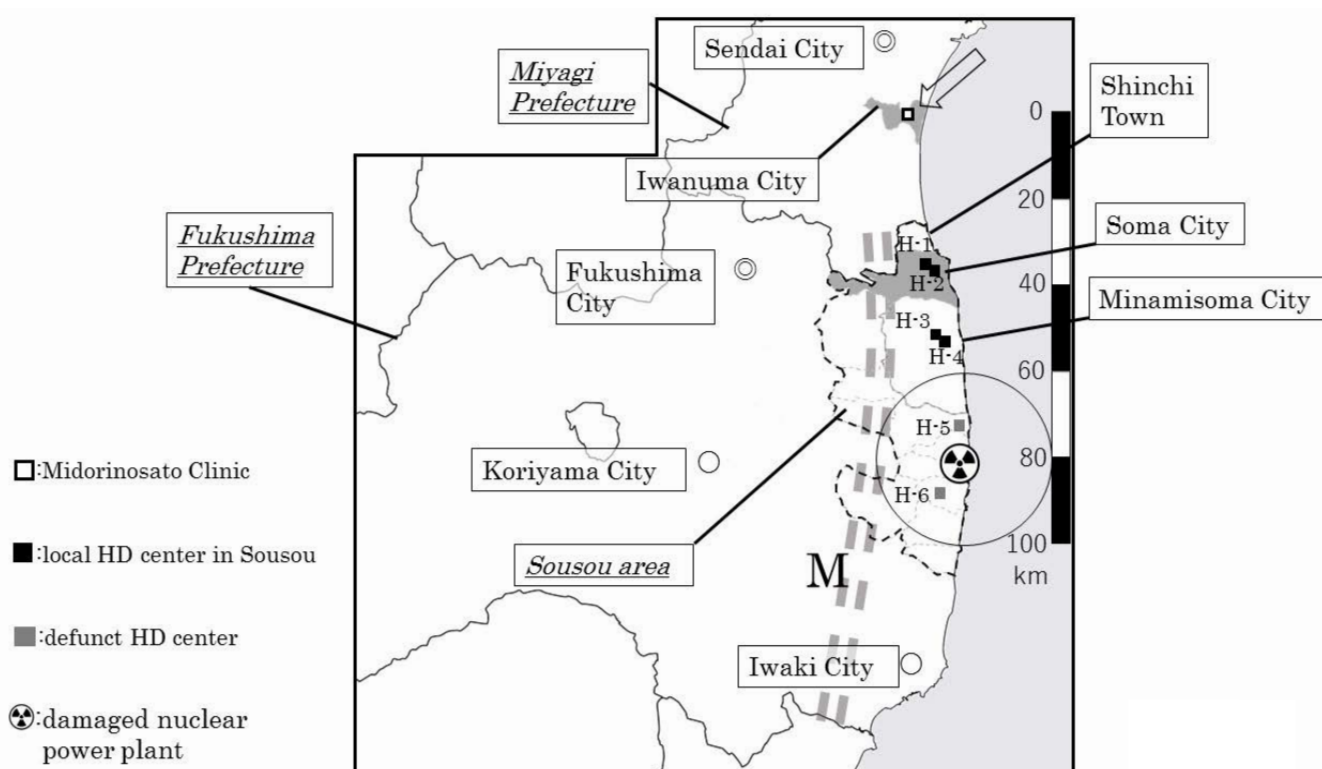 Sendai City
Miyagi
Prefecture
Shinchi
Town
0
Iwanuma City
20
Fukushima
Prefecture
H-1
Soma City
Fukushima
City
H-2
40
Minamisoma City
H-3
H-4
60
H-5
Koriyama City
80
□:Midorinosato Clinic
H-6
■:local HD center in Sousou
Sousou area
M
100
km
■:defunct HD center
Iwaki City
☢:damaged nuclear
power plant